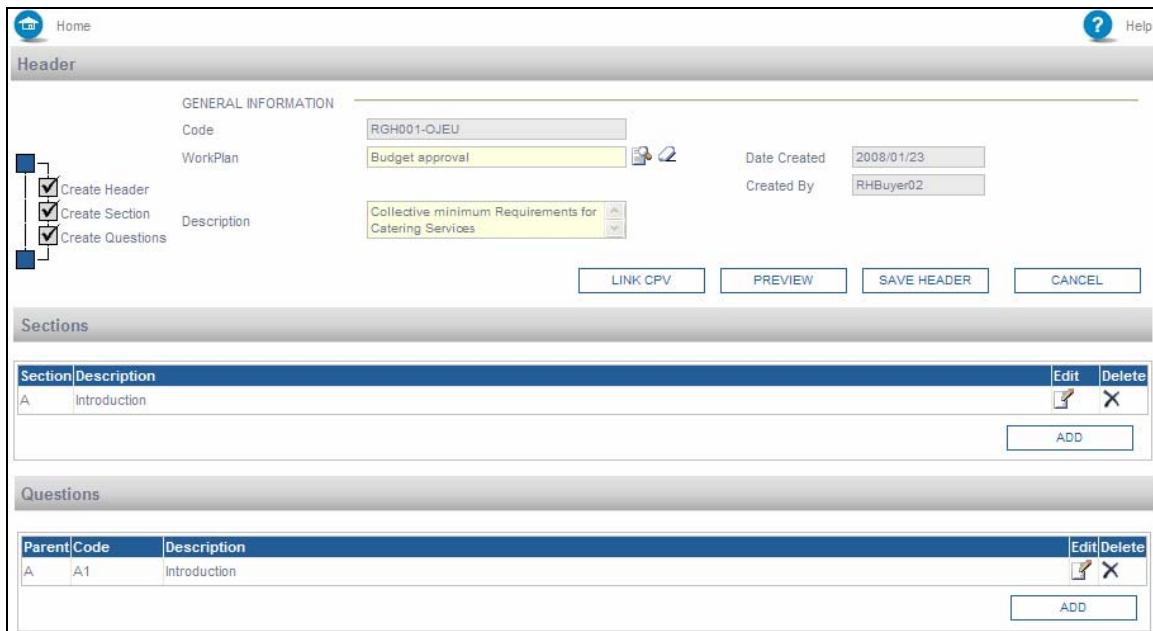 Home
Help
Header
GENERAL INFORMATION
Code RGH001-OJEU
WorkPlan Budget approval Date Created 2008/01/23
Created By RHBuyer02
Create Header
Create Section
Create Questions
Description Collective minimum Requirements for
Catering Services
LINK CPV PREVIEW SAVE HEADER CANCEL
Sections
Section Description Edit Delete
A Introduction
ADD
Questions
Parent Code Description Edit Delete
A A1 Introduction
ADD